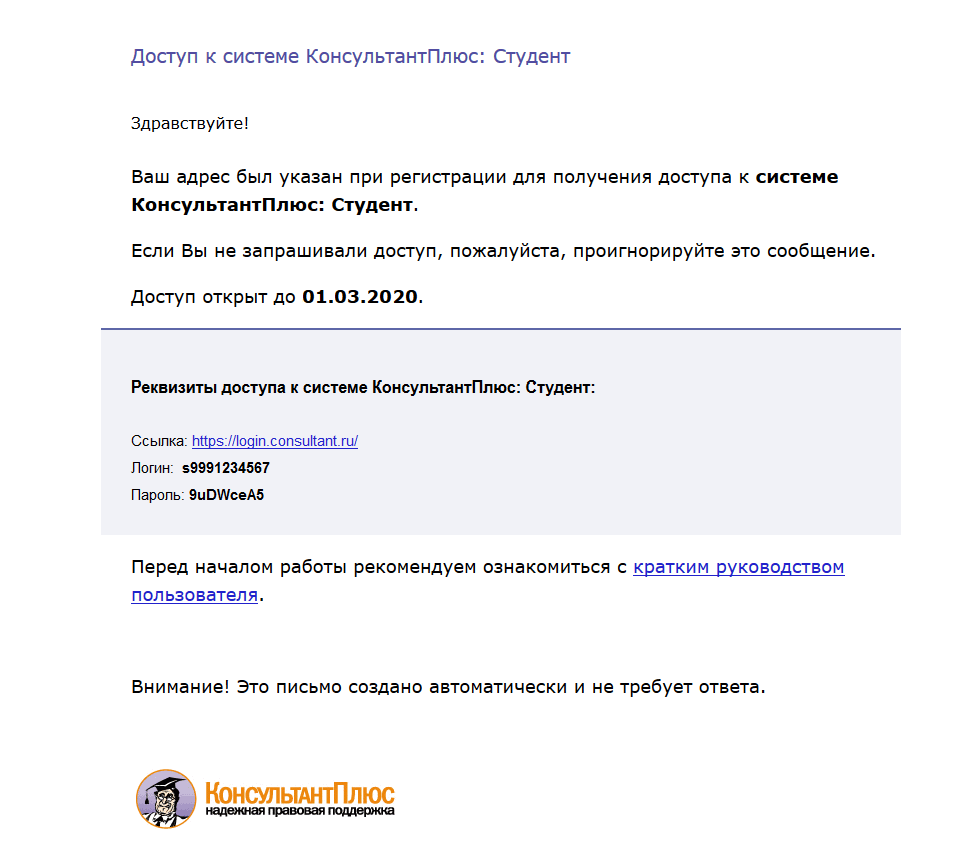 Доступ к системе КонсультантПлюс: Студент
Здравствуйте!
Ваш адрес был указан при регистрации для получения доступа к системе
КонсультантПлюс: Студент.
Если Вы не запрашивали доступ, пожалуйста, проигнорируйте это сообщение.
Доступ открыт до 01.03.2020.
Реквизиты доступа к системе КонсультантПлюс: Студент:
Ссылка: https://login.consultant.ru/
Логин: s9991234567
Пароль: 9uDWceA5
Перед началом работы рекомендуем ознакомиться с кратким руководством
пользователя.
Внимание! Это письмо создано автоматически и не требует ответа.
КонсультантПлюс
надежная правовая поддержка